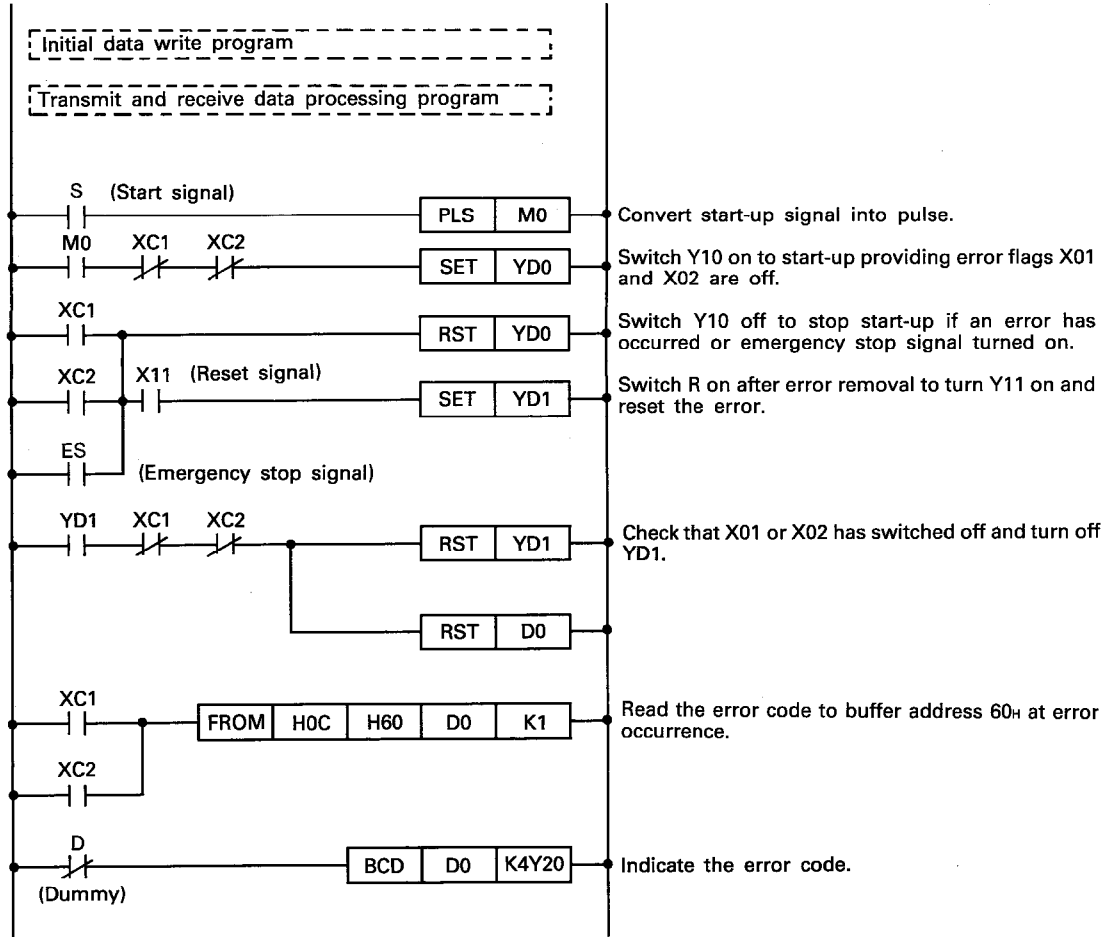 Initial data write program
Transmit and receive data processing program
S (Start signal)
PLS M0
Convert start-up signal into pulse.
M0 XC1 XC2
SET YD0
Switch Y10 on to start-up providing error flags X01
and X02 are off.
XC1
RST YD0
Switch Y10 off to stop start-up if an error has
occurred or emergency stop signal turned on.
XC2 X11 (Reset signal)
SET YD1
Switch R on after error removal to turn Y11 on and
reset the error.
ES
(Emergency stop signal)
YD1 XC1 XC2
RST YD1
Check that X01 or X02 has switched off and turn off
YD1.
RST D0
XC1
FROM H0C H60 D0 K1
Read the error code to buffer address 60H at error
occurrence.
XC2
D
(Dummy)
BCD D0 K4Y20
Indicate the error code.